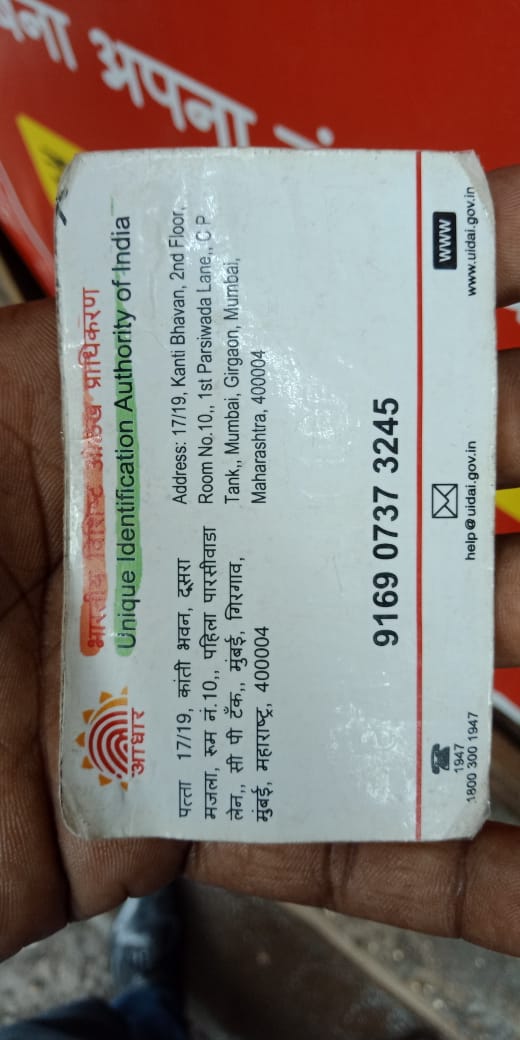 अपना
भारतीय विशिष्ट ओळख प्राधिकरण
Unique Identification Authority of India
आधार
पत्ता 17/19, कांती भवन, दूसरा
मजला, रूम नं.10,, पहिला पारसीवाडा
लेन,, सी पी टँक,, मुंबई, गिरगाव,
मुंबई, महाराष्ट्र, 400004
Address: 17/19, Kanti Bhavan, 2nd Floor,
Room No.10,, 1st Parsiwada Lane,, C P
Tank,, Mumbai, Girgaon, Mumbai,
Maharashtra, 400004
9169 0737 3245
1947
1800 300 1947
help@uidai.gov.in
www
www.uidai.gov.in